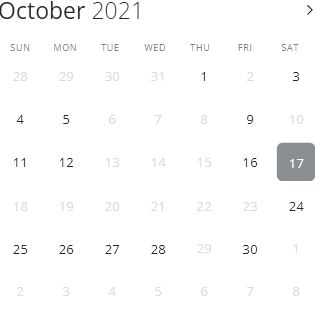 October 2021
SUN MON TUE WED THU FRI SAT
28 29 30 31 1 2 3
4 5 6 7 8 9 10
11 12 13 14 15 16 17
18 19 20 21 22 23 24
25 26 27 28 29 30 1
2 3 4 5 6 7 8